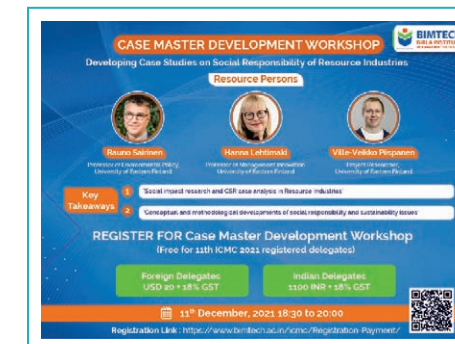 CASE MASTER DEVELOPMENT WORKSHOP
BIMTECH
Developing Case Studies on Social Responsibility of Resource Industries
Resource Persons
Rauno Sairinen
Hanna Lehtimaki
Ville-Veikko Piispanen
Professor of Environmental Policy,
University of Eastern Finland
Professor of Management Innovation
University of Eastern Finland
Project Researcher,
University of Eastern Finland
Key
Takeaways
1 'Social impact research and CSR case analysis in Resource Industries'
2 'Conceptual and methodological developments of social responsibility and sustainability issues'
REGISTER FOR Case Master Development Workshop
(Free for 11th ICMC 2021 registered delegates)
Foreign Delegates
USD 20 + 18% GST
Indian Delegates
1100 INR + 18% GST
11th December, 2021 18:30 to 20:00
Registration Link : https://www.bimtech.ac.in/icmc/Registration-Payment/